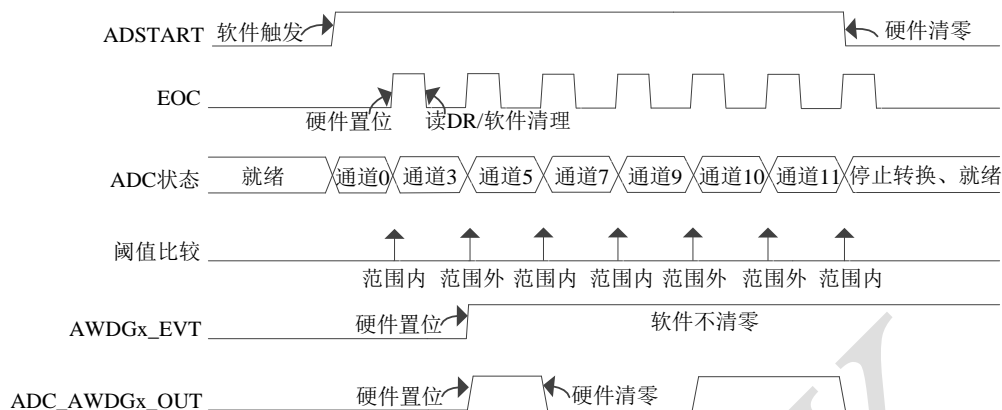 ADSTART 软件触发 硬件清零
EOC
硬件置位 读DR/软件清理
ADC状态 就绪 通道0 通道3 通道5 通道7 通道9 通道10 通道11 停止转换、就绪
阈值比较
范围内 范围外 范围内 范围内 范围外 范围外 范围内
AWDGx_EVT 硬件置位 软件不清零
ADC_AWDGx_OUT 硬件置位 硬件清零